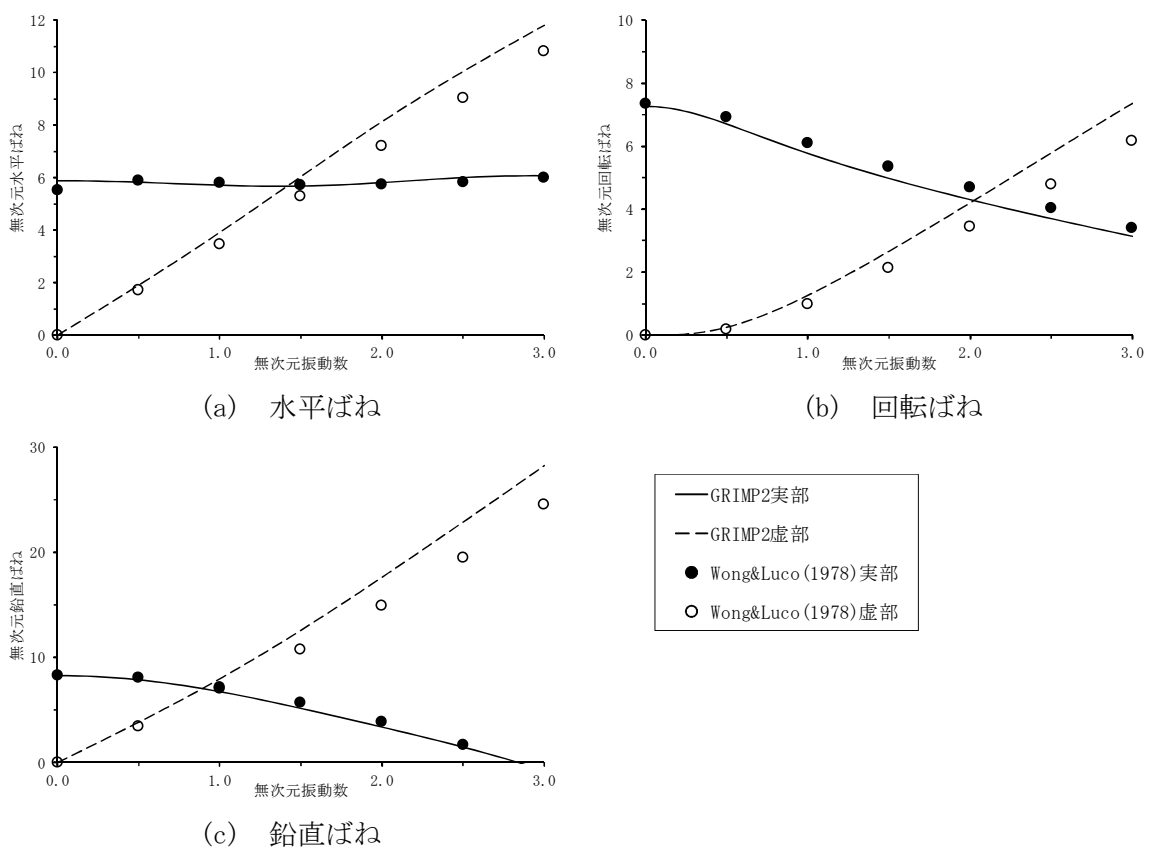 12
10
8
6
4
2
0
無次元水平ばね
0.0
1.0
2.0
3.0
無次元振動数
(a) 水平ばね
10
8
6
4
2
0
無次元回転ばね
0.0
1.0
2.0
3.0
無次元振動数
(b) 回転ばね
30
20
10
0
無次元鉛直ばね
0.0
1.0
2.0
3.0
無次元振動数
(c) 鉛直ばね
GRIMP2実部
GRIMP2虚部
Wong&Luco(1978)実部
Wong&Luco(1978)虚部